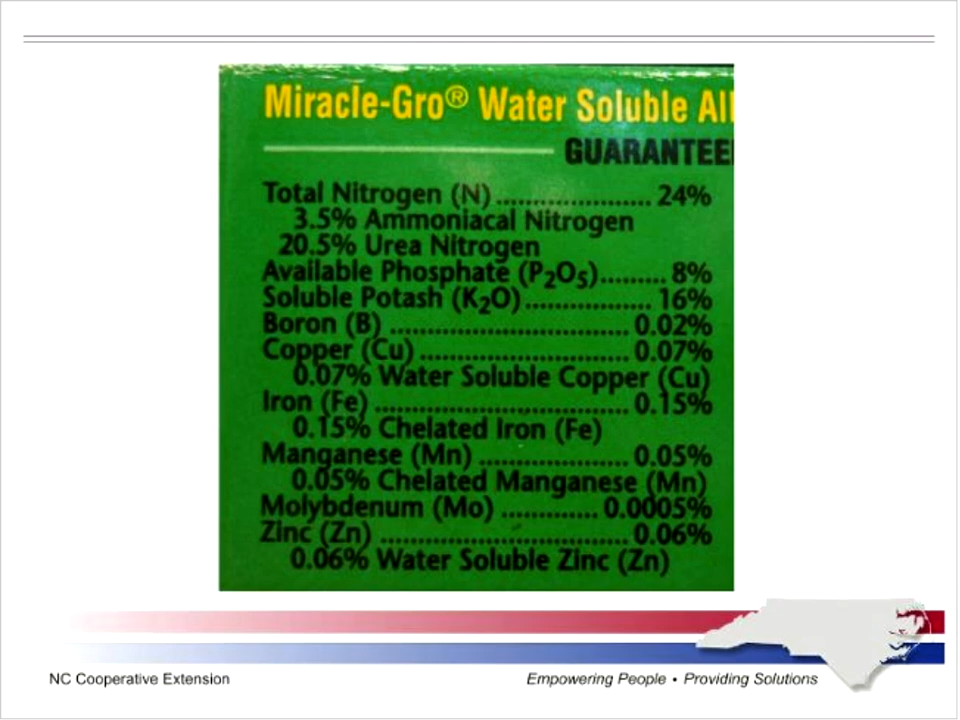 Miracle-Gro® Water Soluble All
GUARANTEE
Total Nitrogen (N)..................... 24%
3.5% Ammoniacal Nitrogen
20.5% Urea Nitrogen
Available Phosphate (P₂O₅)......... 8%
Soluble Potash (K₂O).................. 16%
Boron (B) .................................. 0.02%
Copper (Cu) .............................. 0.07%
0.07% Water Soluble Copper (Cu)
Iron (Fe) .................................... 0.15%
0.15% Chelated Iron (Fe)
Manganese (Mn) ..................... 0.05%
0.05% Chelated Manganese (Mn)
Molybdenum (Mo) .............. 0.0005%
Zinc (Zn) ................................... 0.06%
0.06% Water Soluble Zinc (Zn)
NC Cooperative Extension
Empowering People • Providing Solutions